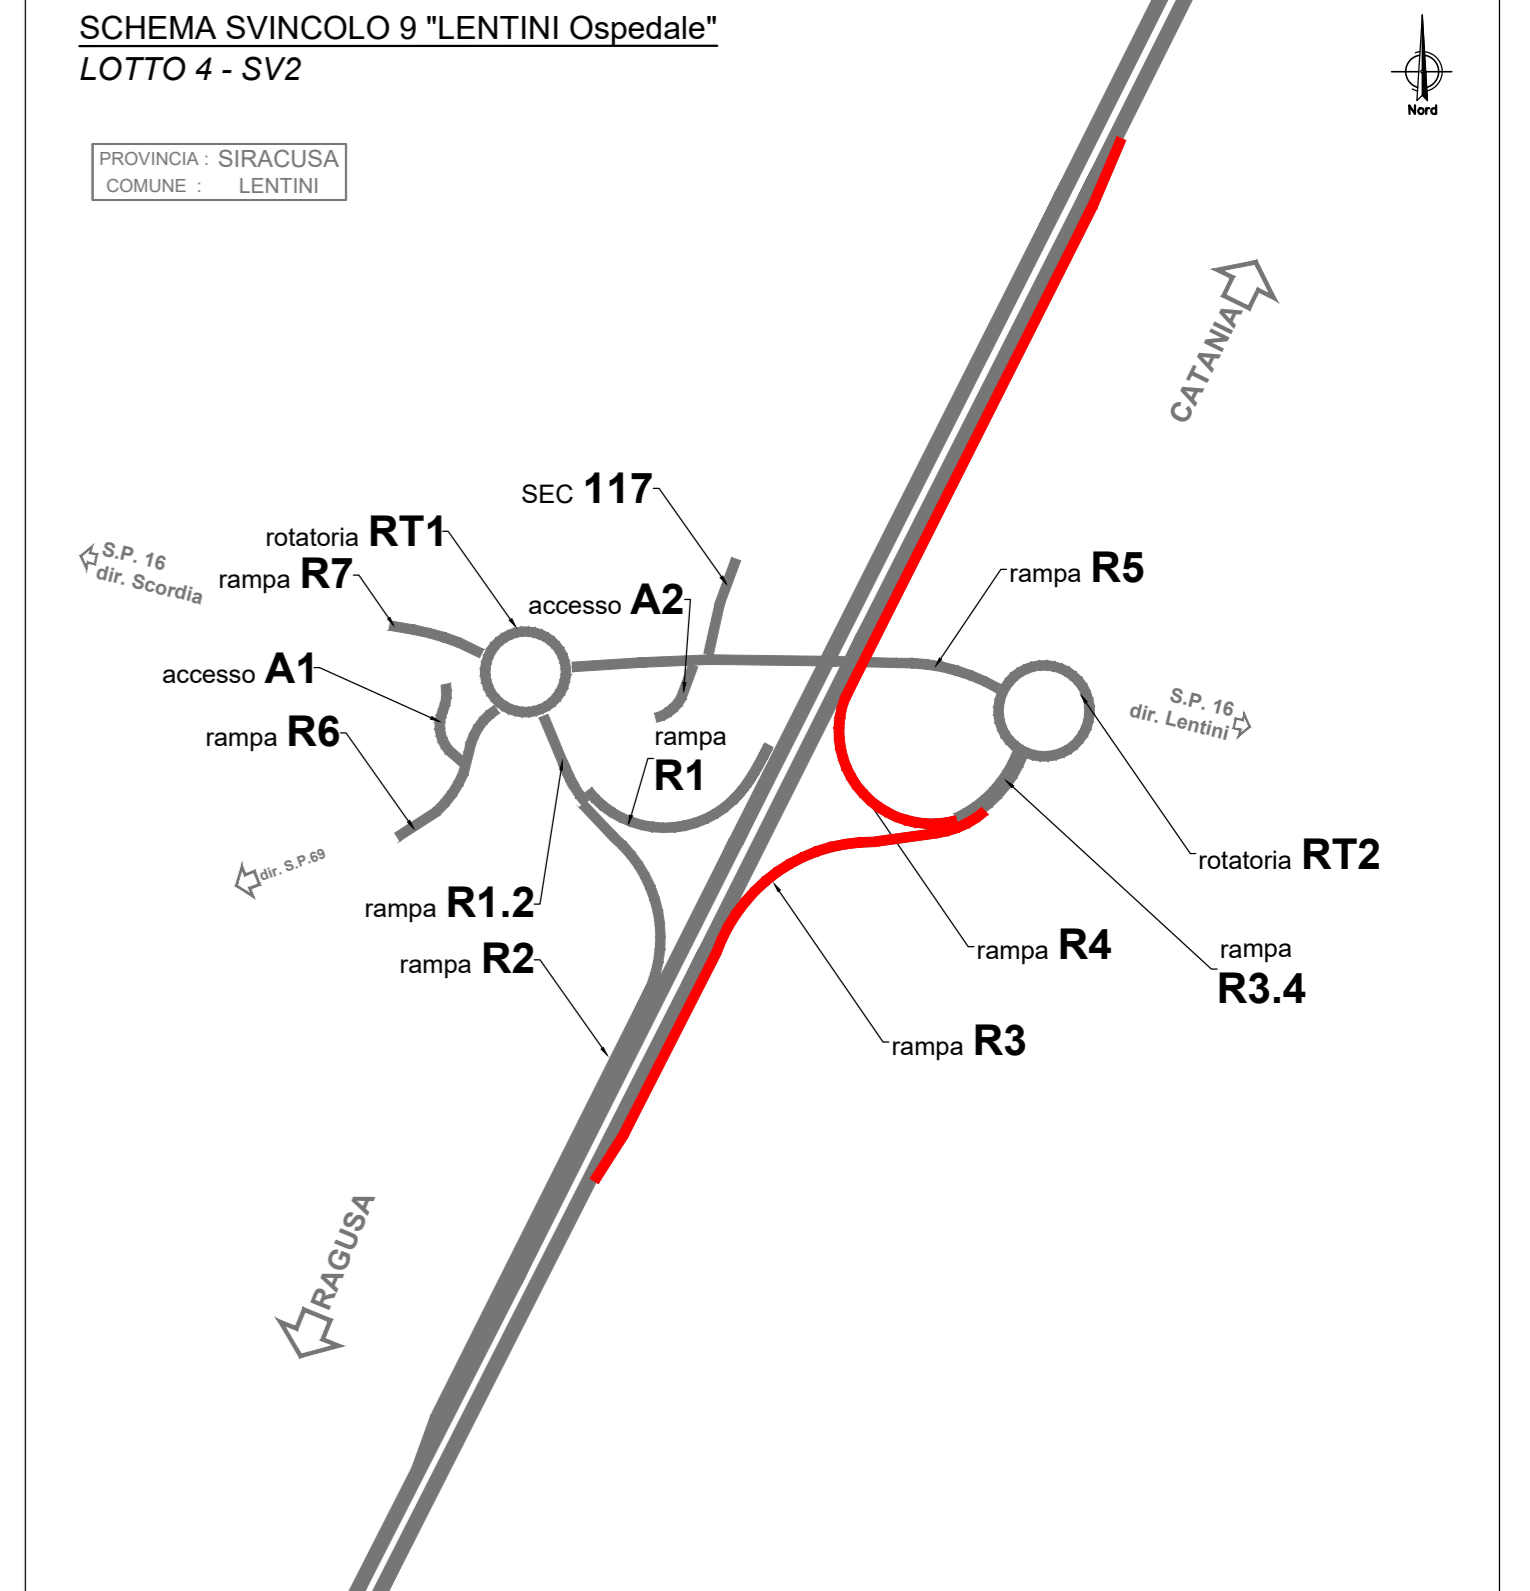 SCHEMA SVINCOLO 9 "LENTINI Ospedale"
LOTTO 4 - SV2
Nord
PROVINCIA : SIRACUSA
COMUNE : LENTINI
CATANIA
SEC 117
rotatoria RT1
S.P. 16
dir. Scordia
rampa R7
accesso A2
rampa R5
accesso A1
rampa R6
S.P. 16
dir. Lentini
rampa
R1
dir. S.P.69
rotatoria RT2
rampa R1.2
rampa R2
rampa R4
rampa
R3.4
rampa R3
RAGUSA